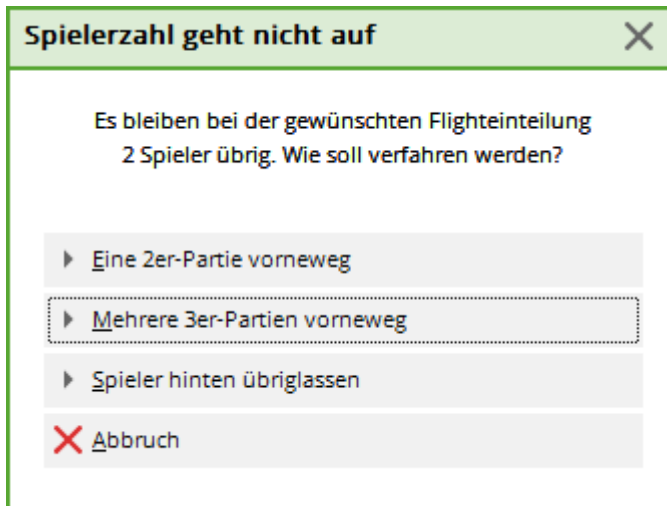 Spielerzahl geht nicht auf
Es bleiben bei der gewünschten Flighteinteilung
2 Spieler übrig. Wie soll verfahren werden?
Eine 2er-Partie vorneweg
Mehrere 3er-Partien vorneweg
Spieler hinten übriglassen
Abbruch